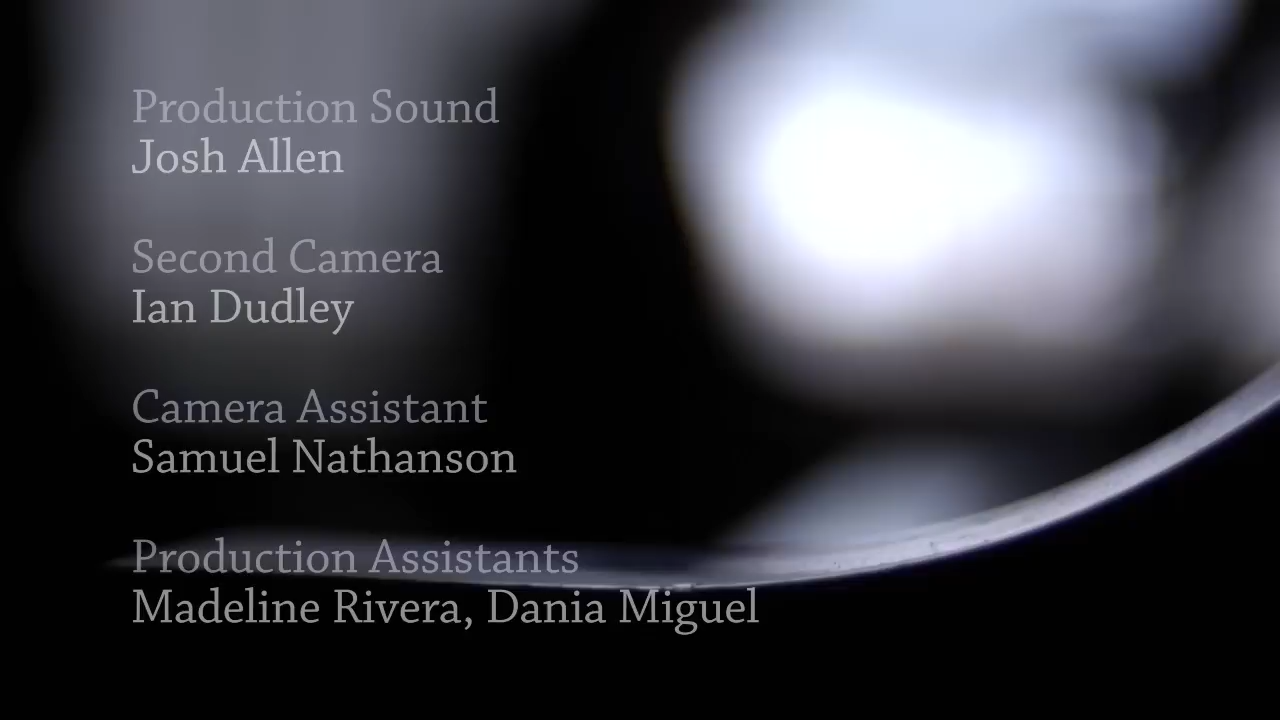 Production Sound
Josh Allen
Second Camera
Ian Dudley
Camera Assistant
Samuel Nathanson
Production Assistants
Madeline Rivera, Dania Miguel